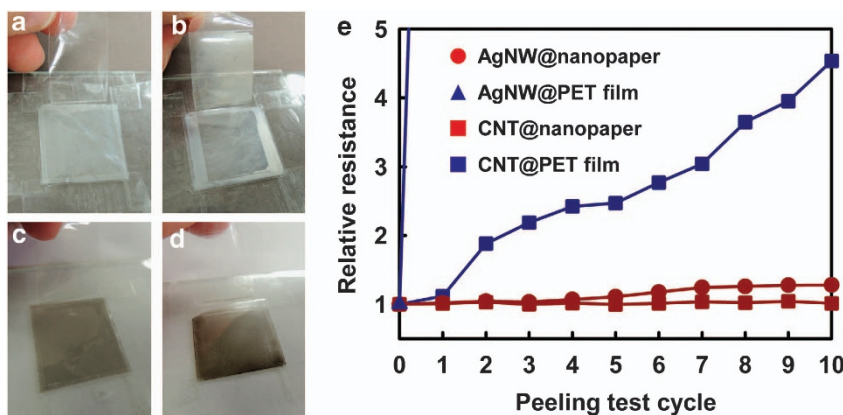 a
b
c
d
e
Relative resistance
5
4
3
2
1
AgNW@nanopaper
AgNW@PET film
CNT@nanopaper
CNT@PET film
0 1 2 3 4 5 6 7 8 9 10
Peeling test cycle